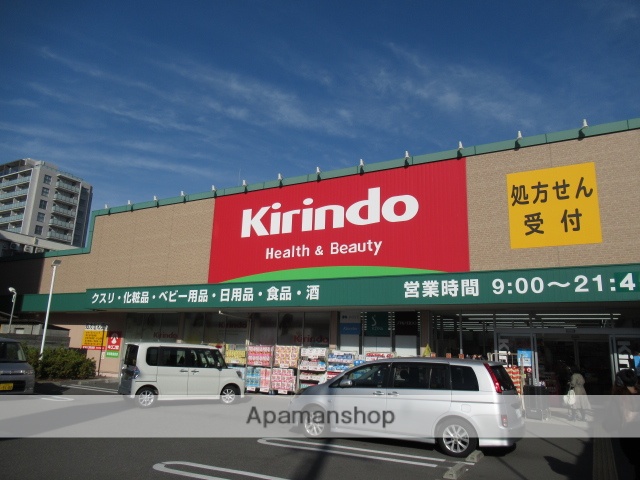 Kirindo
Health & Beauty
処方せん
受付
クスリ・化粧品・ベビー用品・日用品・食品・酒
営業時間 9:00～21:4
Apamanshop